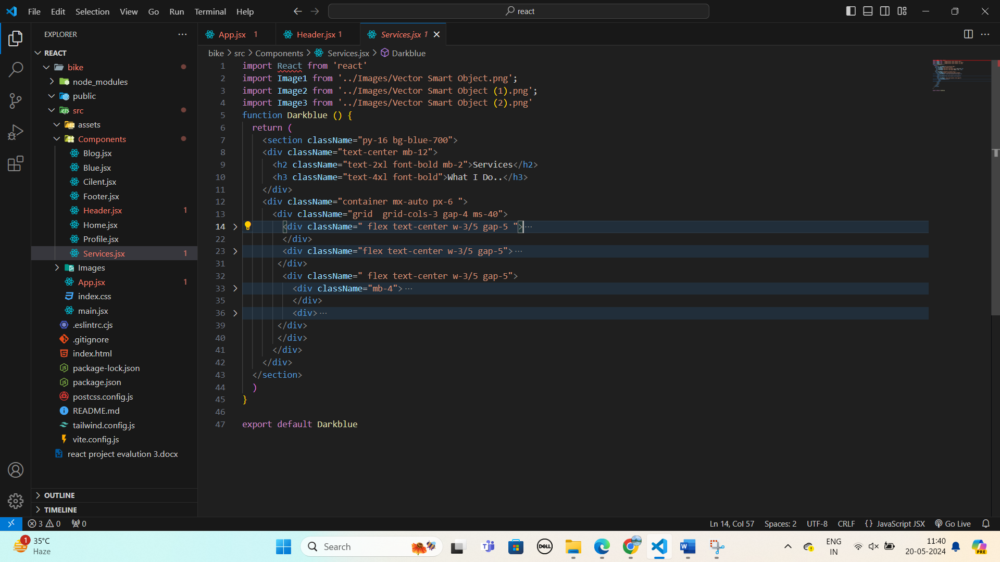 File Edit Selection View Go Run Terminal Help
react
EXPLORER
App.jsx 1
Header.jsx 1
Services.jsx 1
bike > src > Components > Services.jsx > Darkblue
REACT
bike
node_modules
public
src
assets
Components
Blog.jsx
Blue.jsx
Cilent.jsx
Footer.jsx
Header.jsx 1
Home.jsx
Profile.jsx
Services.jsx 1
Images
App.jsx 1
index.css
main.jsx
.eslintrc.cjs
.gitignore
index.html
package-lock.json
package.json
postcss.config.js
README.md
tailwind.config.js
vite.config.js
react project evalution 3.docx
OUTLINE
TIMELINE
1 import React from 'react'
2 import Image1 from '../Images/Vector Smart Object.png';
3 import Image2 from '../Images/Vector Smart Object (1).png';
4 import Image3 from '../Images/Vector Smart Object (2).png'
5 function Darkblue () {
6 return (
7 <section className="py-16 bg-blue-700">
8 <div className="text-center mb-12">
9 <h2 className="text-2xl font-bold mb-2">Services</h2>
10 <h3 className="text-4xl font-bold">What I Do..</h3>
11 </div>
12 <div className="container mx-auto px-6 ">
13 <div className="grid  grid-cols-3 gap-4 ms-40">
14 <div className=" flex text-center w-3/5 gap-5 ">···
22 </div>
23 <div className="flex text-center w-3/5 gap-5">···
31 </div>
32 <div className=" flex text-center w-3/5 gap-5">
33 <div className="mb-4">···
35 </div>
36 <div>···
39 </div>
40 </div>
41 </div>
42 </div>
43 </section>
44 )
45 }
46
47 export default Darkblue
3 0 0
Ln 14, Col 57 Spaces: 2 UTF-8 CRLF {} JavaScript JSX Go Live
1
35°C
Haze
Search
DELL
ENG
IN
11:40
20-05-2024
PRE